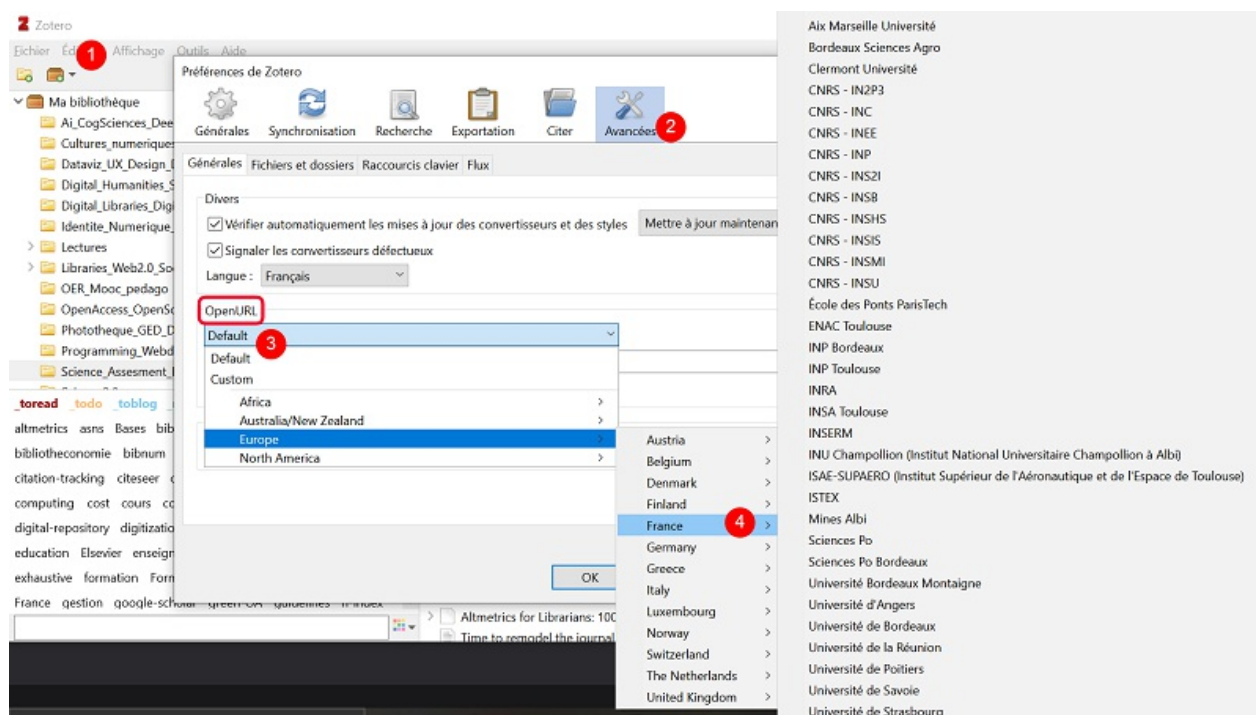 Zotero
Fichier Éd Affichage Outils Aide
1
Ma bibliothèque
Ai_CogSciences_Dee
Cultures_numeriques
Dataviz_UX_Design_
Digital_Humanities_S
Digital_Libraries_Digi
Identite_Numerique_
Lectures
Libraries_Web2.0_So
OER_Mooc_pedago
OpenAccess_OpenSc
Phototheque_GED_D
Programming_Webd
Science_Assesment_
_toread _todo _toblog
altmetrics asns Bases bib
bibliotheconomie bibnum
citation-tracking citeseer
computing cost cours
digital-repository digitizatio
education Elsevier enseign
exhaustive formation Form
France gestion google-scholar green-OA guidelines h-index
Préférences de Zotero
Générales Synchronisation Recherche Exportation Citer Avancées
2
Générales Fichiers et dossiers Raccourcis clavier Flux
Divers
Vérifier automatiquement les mises à jour des convertisseurs et des styles Mettre à jour maintenan
Signaler les convertisseurs défectueux
Langue : Français
OpenURL
Default
3
Default
Custom
Africa
Australia/New Zealand
Europe
North America
OK
Altmetrics for Librarians: 100
Time to remodel the journal
Austria
Belgium
Denmark
Finland
France
4
Germany
Greece
Italy
Luxembourg
Norway
Switzerland
The Netherlands
United Kingdom
Aix Marseille Université
Bordeaux Sciences Agro
Clermont Université
CNRS - IN2P3
CNRS - INC
CNRS - INEE
CNRS - INP
CNRS - INS2I
CNRS - INSB
CNRS - INSHS
CNRS - INSIS
CNRS - INSMI
CNRS - INSU
École des Ponts ParisTech
ENAC Toulouse
INP Bordeaux
INP Toulouse
INRA
INSA Toulouse
INSERM
INU Champollion (Institut National Universitaire Champollion à Albi)
ISAE-SUPAERO (Institut Supérieur de l'Aéronautique et de l'Espace de Toulouse)
ISTEX
Mines Albi
Sciences Po
Sciences Po Bordeaux
Université Bordeaux Montaigne
Université d'Angers
Université de Bordeaux
Université de la Réunion
Université de Poitiers
Université de Savoie
Université de Strasbourg